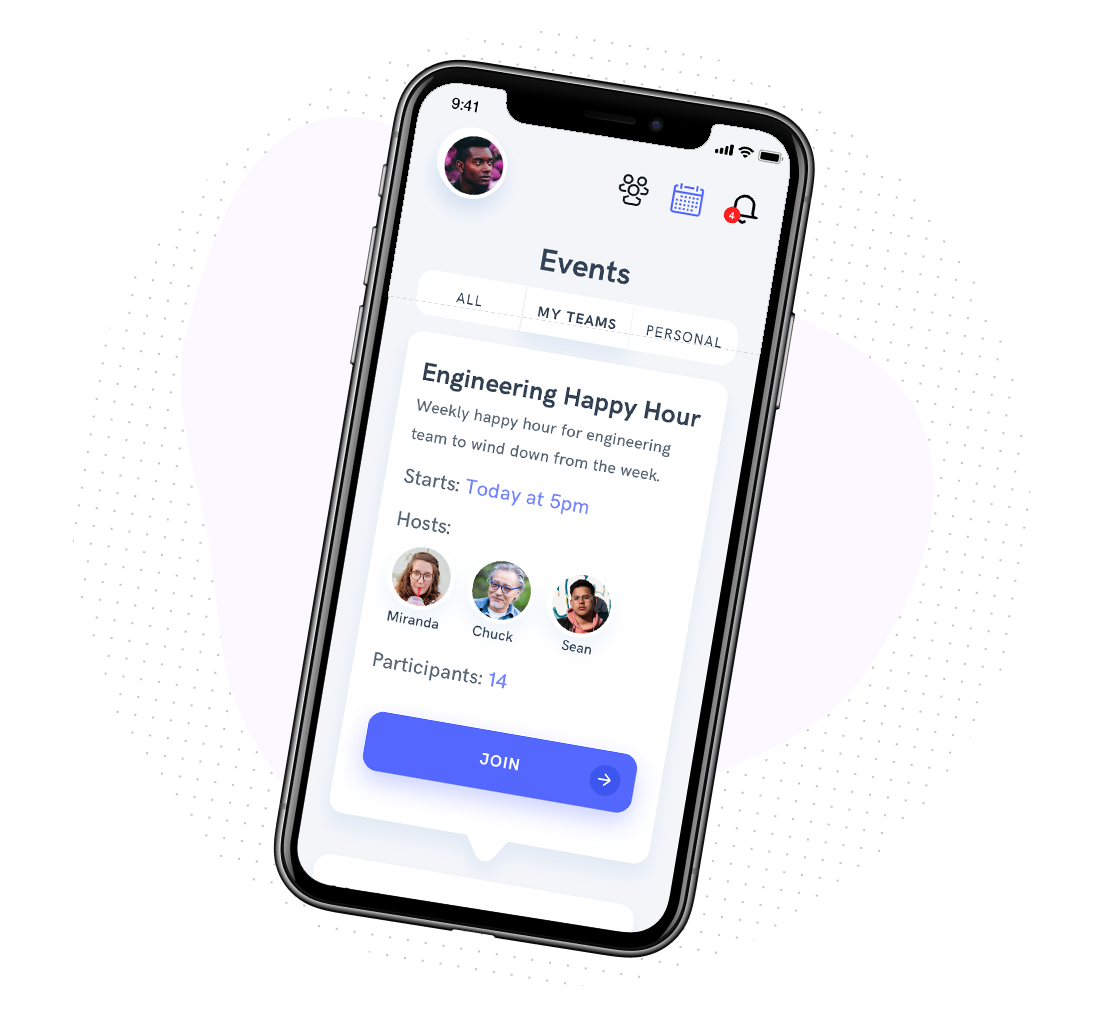 9:41
4
Events
ALL
MY TEAMS
PERSONAL
Engineering Happy Hour
Weekly happy hour for engineering
team to wind down from the week.
Starts: Today at 5pm
Hosts:
Miranda
Chuck
Sean
Participants: 14
JOIN